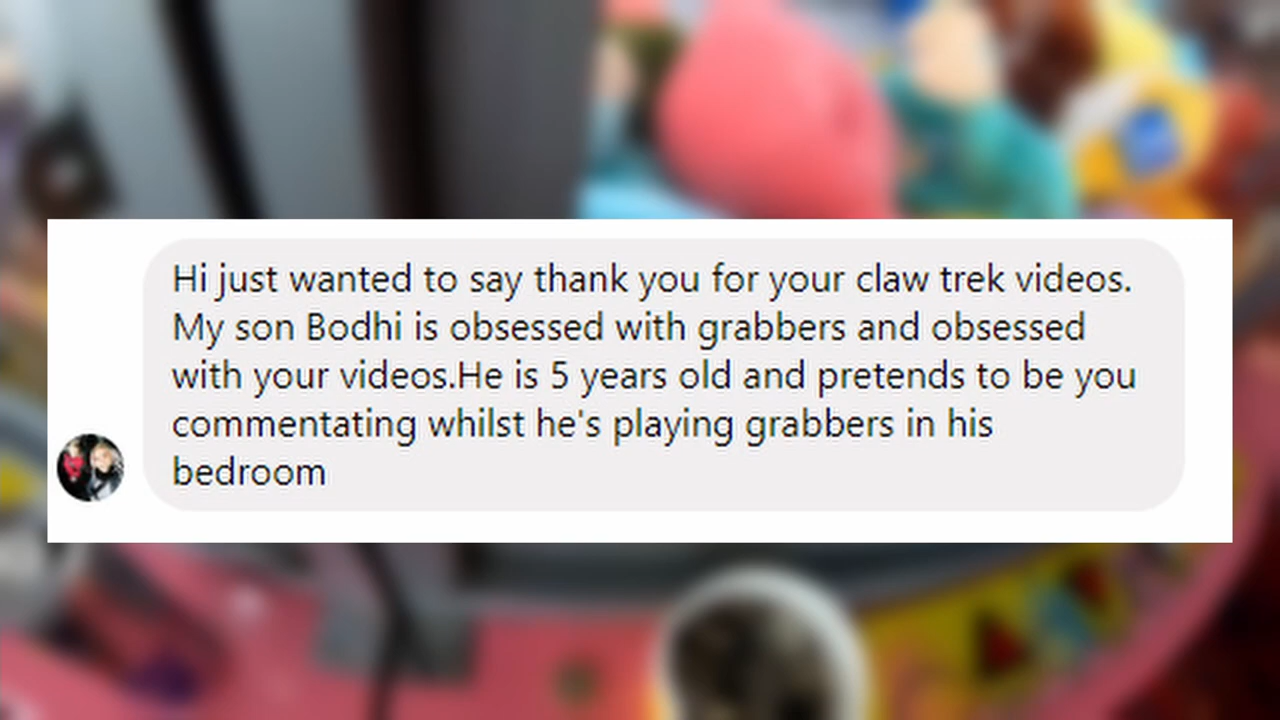 Hi just wanted to say thank you for your claw trek videos.
My son Bodhi is obsessed with grabbers and obsessed
with your videos.He is 5 years old and pretends to be you
commentating whilst he's playing grabbers in his
bedroom